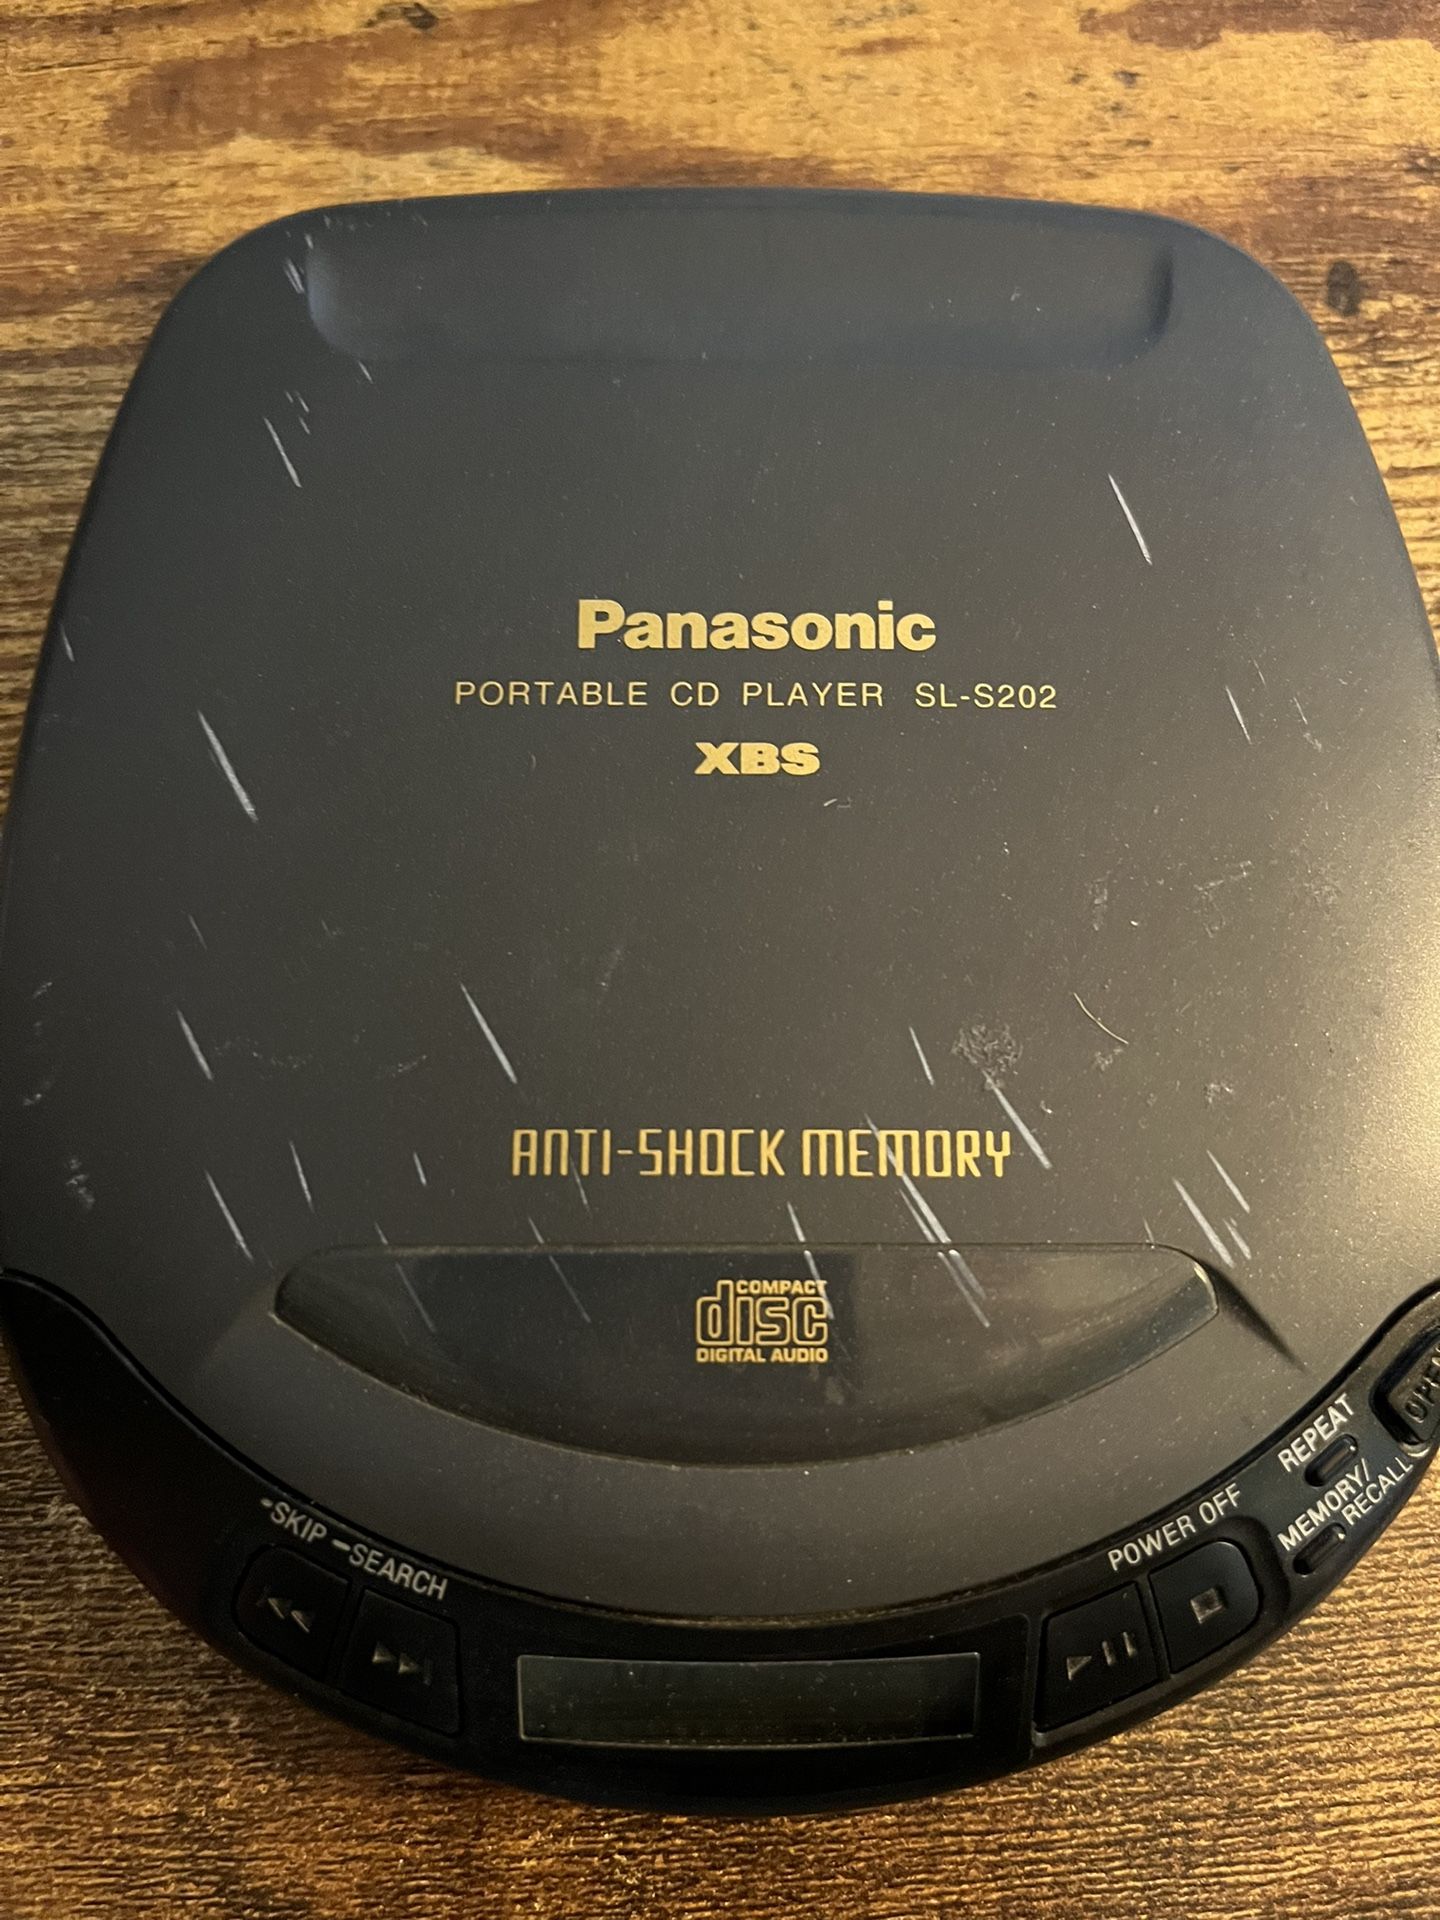 Panasonic
PORTABLE CD PLAYER SL-S202
XBS
ANTI-SHOCK MEMORY
COMPACT
disc
DIGITAL AUDIO
OPEN
REPEAT
MEMORY/
RECALL
POWER OFF
•SKIP –SEARCH